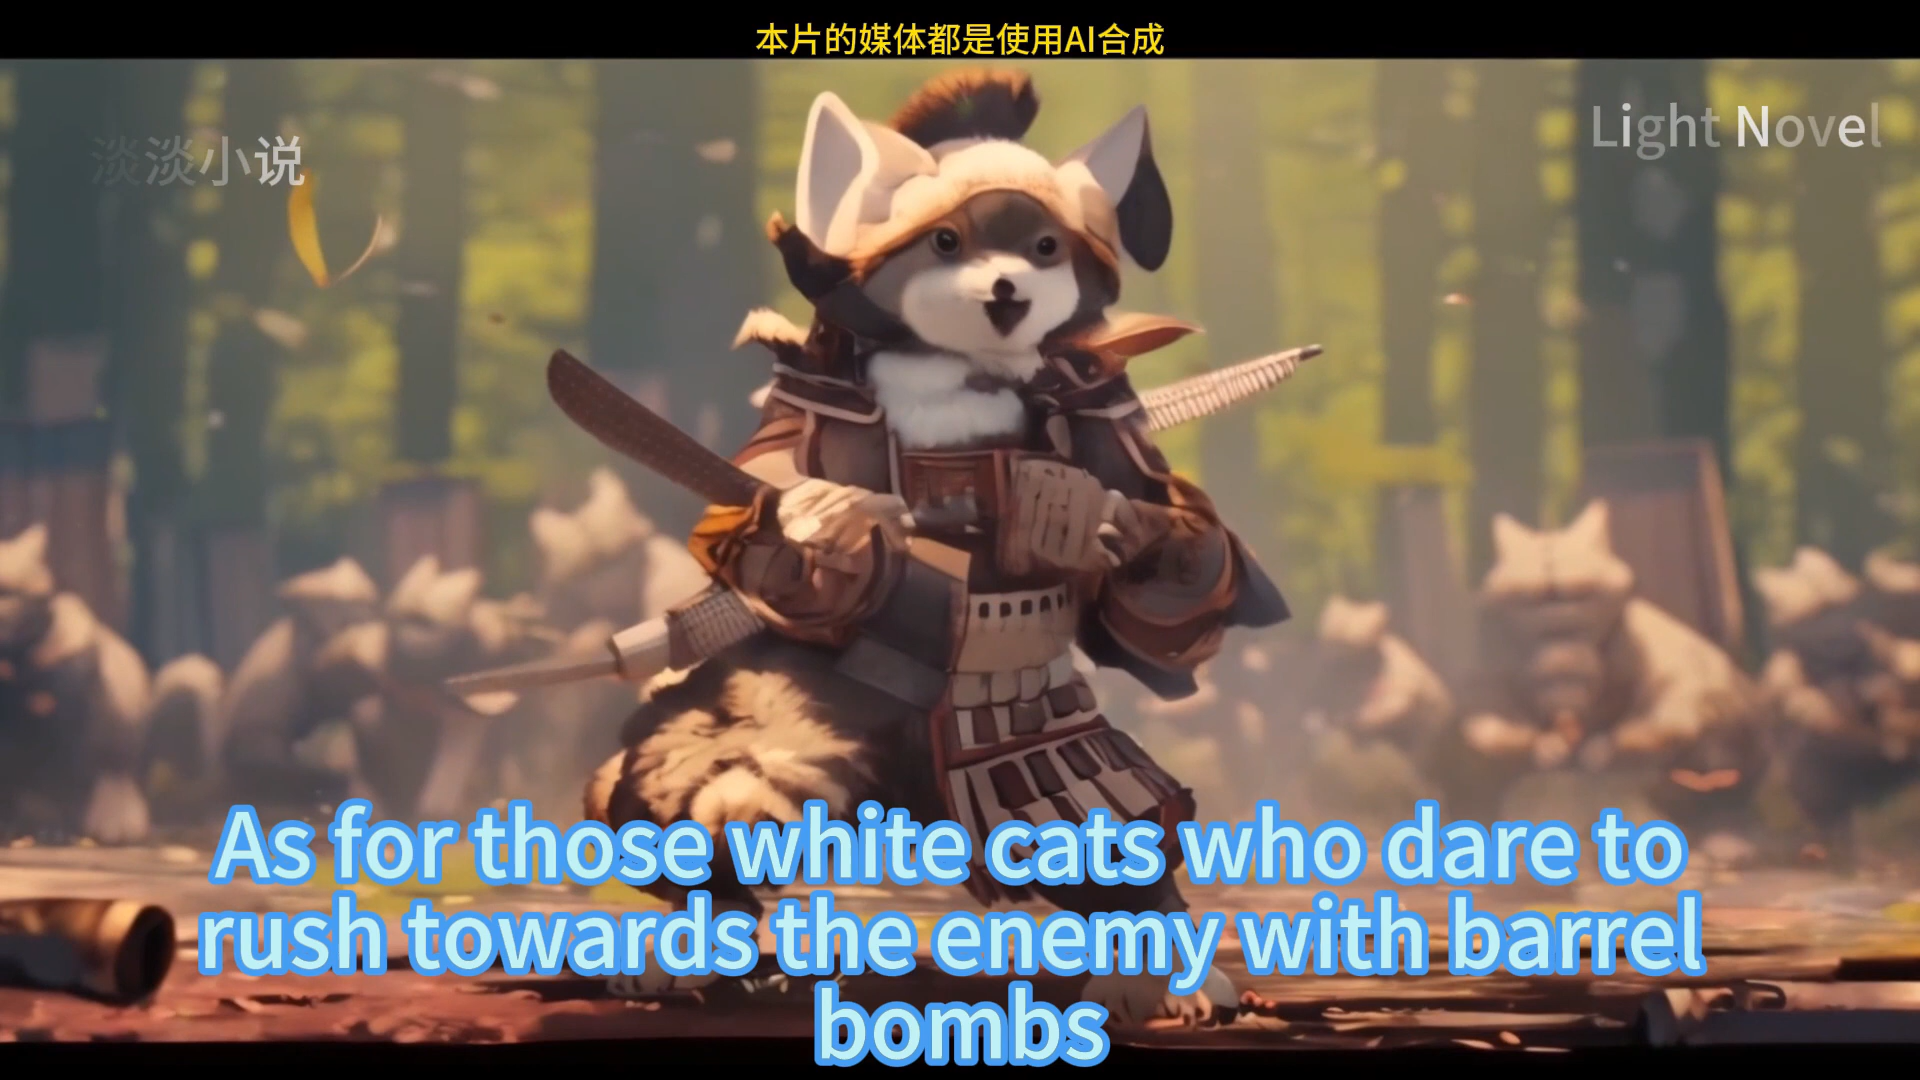 本片的媒体都是使用AI合成
淡淡小说
Light Novel
As for those white cats who dare to
rush towards the enemy with barrel
bombs